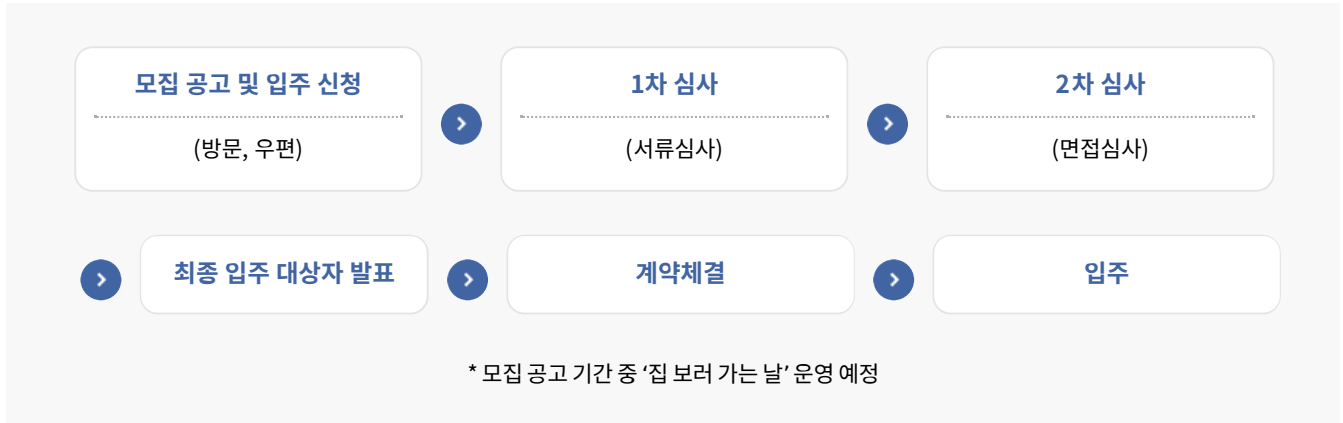 모집 공고 및 입주 신청
(방문, 우편)
1차 심사
(서류심사)
2차 심사
(면접심사)
최종 입주 대상자 발표
계약체결
입주
* 모집 공고 기간 중 ‘집 보러 가는 날’ 운영 예정